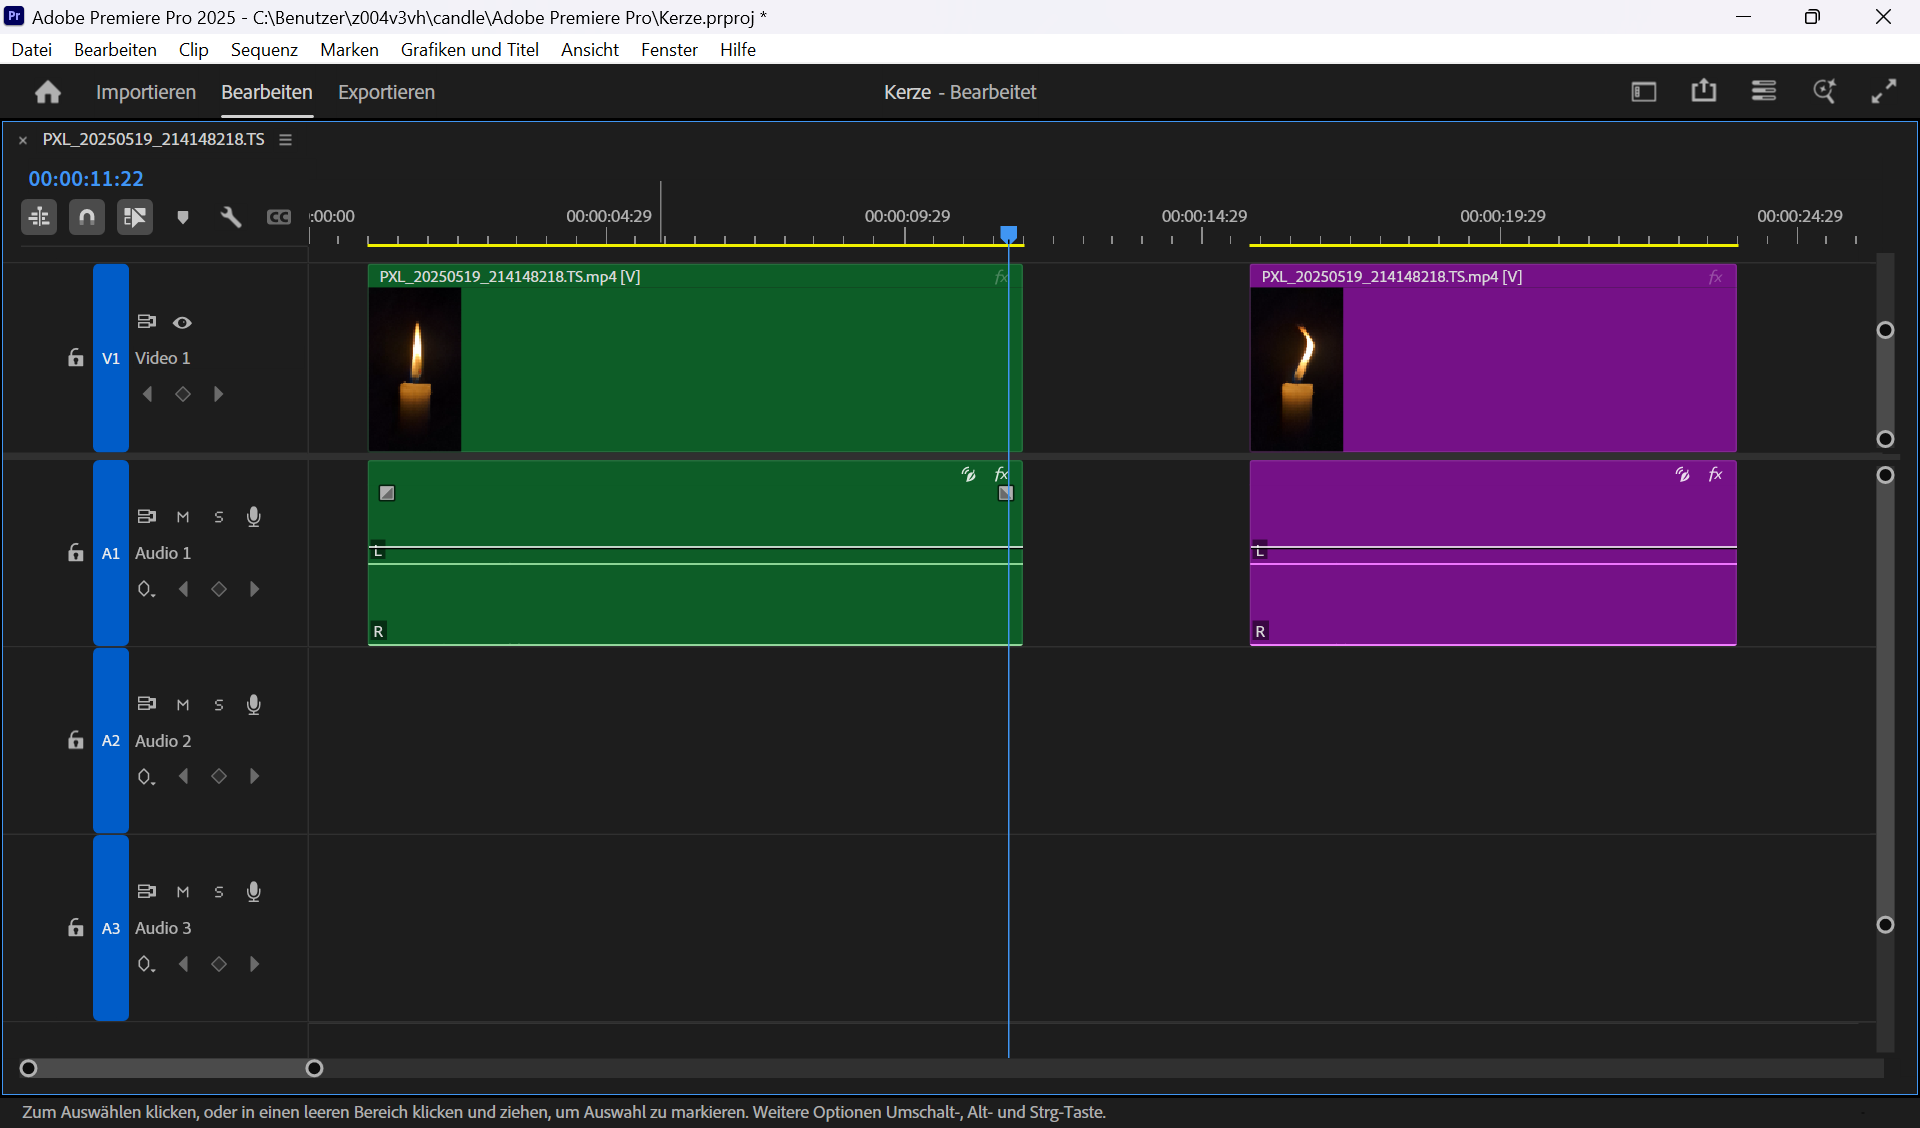 Pr Adobe Premiere Pro 2025 - C:\Benutzer\z004v3vh\candle\Adobe Premiere Pro\Kerze.prproj *
Datei Bearbeiten Clip Sequenz Marken Grafiken und Titel Ansicht Fenster Hilfe
Importieren Bearbeiten Exportieren Kerze - Bearbeitet
× PXL_20250519_214148218.TS
00:00:11:22
CC :00:00 00:00:04:29 00:00:09:29 00:00:14:29 00:00:19:29 00:00:24:29
PXL_20250519_214148218.TS.mp4 [V] fx PXL_20250519_214148218.TS.mp4 [V] fx
V1 Video 1
fx fx
M S
A1 Audio 1 L L
R R
M S
A2 Audio 2
M S
A3 Audio 3
Zum Auswählen klicken, oder in einen leeren Bereich klicken und ziehen, um Auswahl zu markieren. Weitere Optionen Umschalt-, Alt- und Strg-Taste.